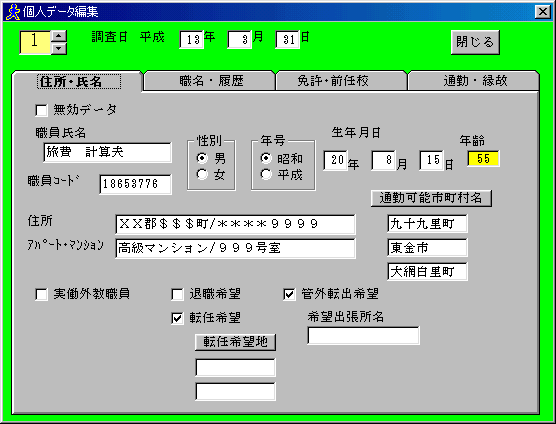 個人データ編集
1 調査日 平成 13年 3月 31日 閉じる
住所・氏名 職名・履歴 免許・前任校 通勤・縁故
無効データ
職員氏名 性別 年号 生年月日 年齢
旅費 計算夫 男 昭和 20年 8月 15日 55
女 平成
職員コード 18653776 通勤可能市町村名
住所 XX郡$$$町/****9999 九十九里町
アパート・マンション 高級マンション/999号室 東金市
大網白里町
実働外教職員 退職希望 管外転出希望
転任希望 希望出張所名
転任希望地